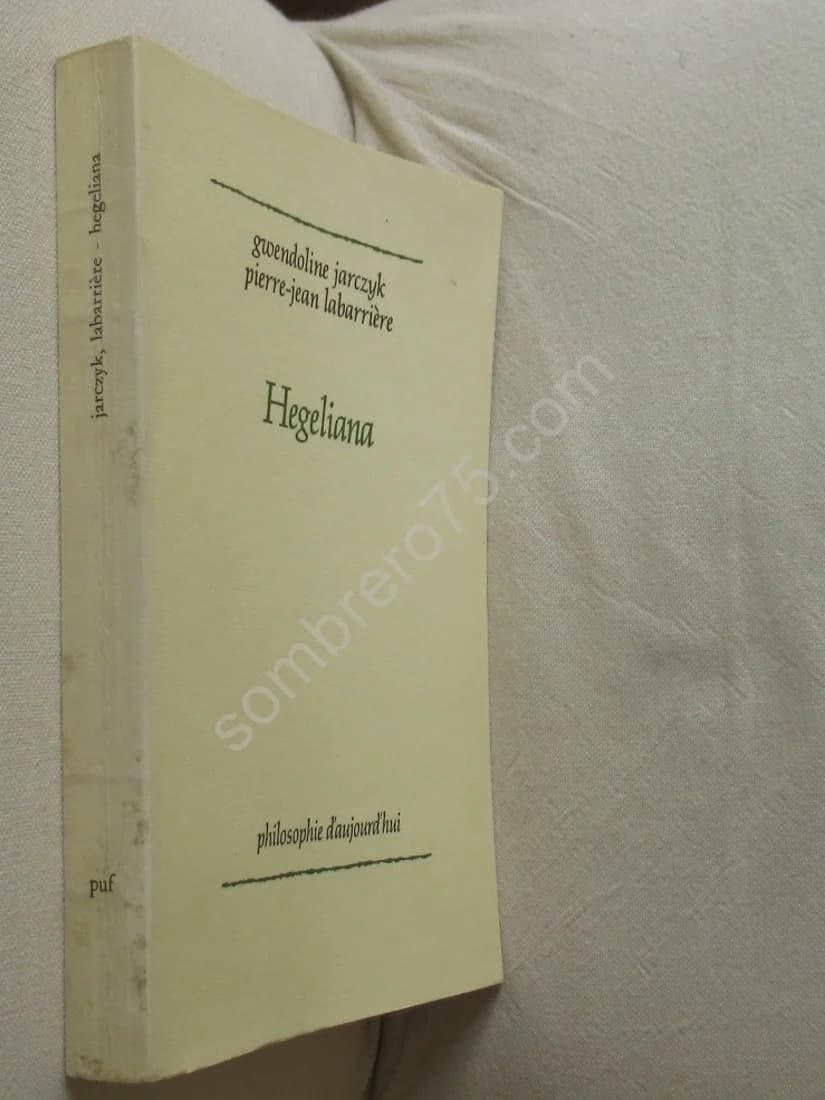 jarczyk, labarrière - hegeliana
puf
gwendoline jarczyk
pierre-jean labarrière
Hegeliana
philosophie d'aujourd'hui
sombrero75.com